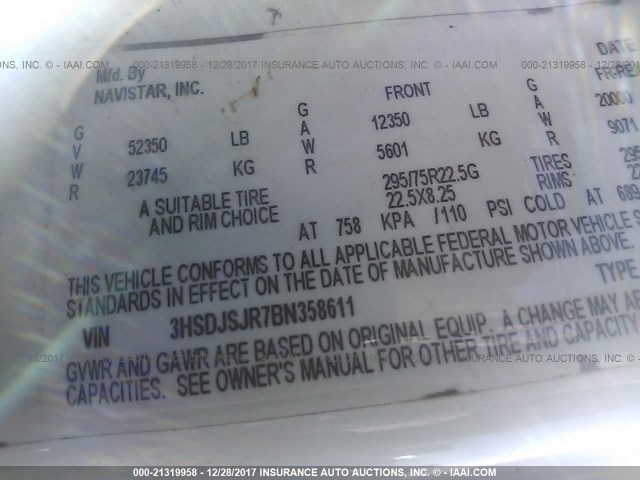 NCE AUTO AUCTIONS, INC. - IAAI.COM 000-21319958 - 12/28/2017 INSURANCE AUTO AUCTIONS, INC. - IAAI.COM 000-21319958 - 12/28/2017
Mfd. By DATE
NAVISTAR, INC. FRONT G
G G LB A 20000
V 52350 LB A 12350 W 9071
W 23745 KG W 5601 KG R
R R 295/75R22.5G TIRES 295
A SUITABLE TIRE 22.5X8.25 RIMS
AND RIM CHOICE AT 758 KPA /110 PSI COLD AT 689
THIS VEHICLE CONFORMS TO ALL APPLICABLE FEDERAL MOTOR VEHICLE
STANDARDS IN EFFECT ON THE DATE OF MANUFACTURE SHOWN ABOVE.
VIN 3HSDJSJR7BN358611 TYPE
GVWR AND GAWR ARE BASED ON ORIGINAL EQUIP. A CHANGE MAY
CAPACITIES. SEE OWNER'S MANUAL FOR OTHER TIRE AND CAPACITY
000-21319958 - 12/28/2017 INSURANCE AUTO AUCTIONS, INC. - IAAI.COM